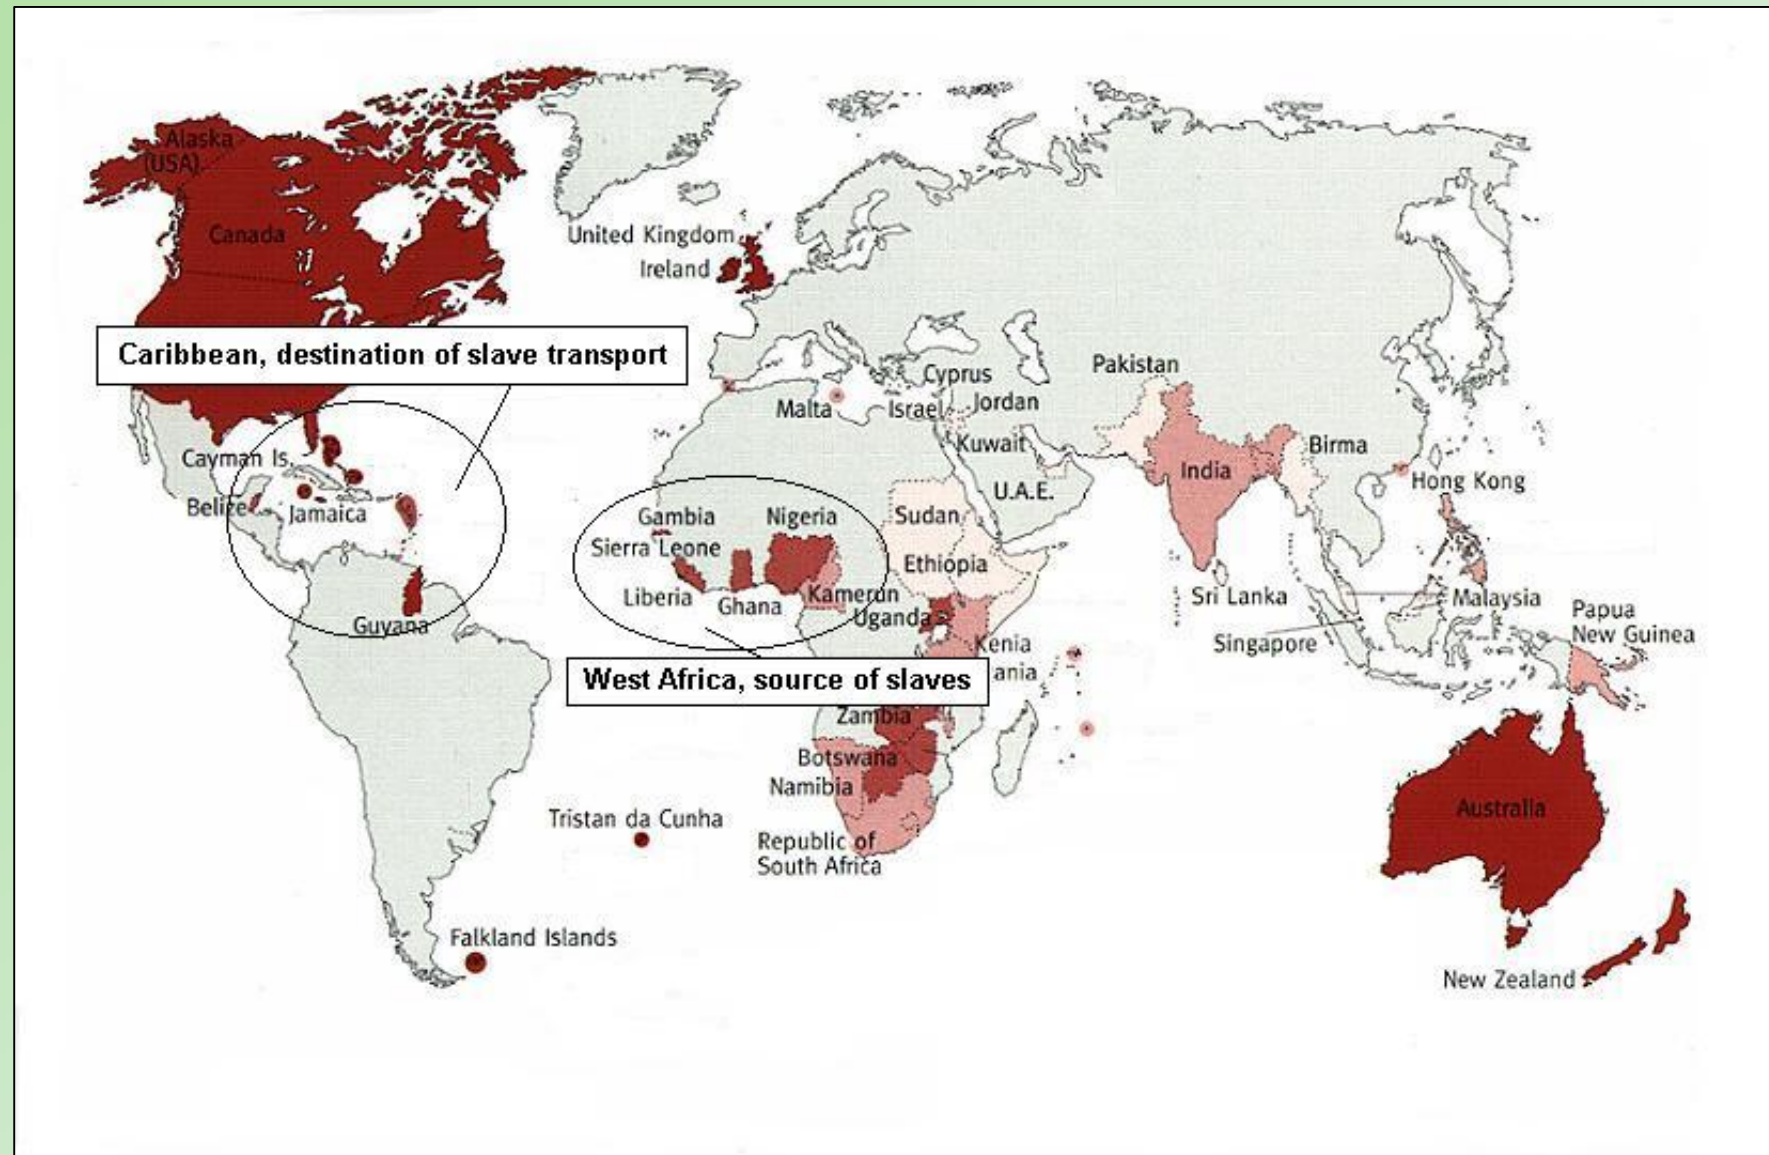 Alaska
(USA)
Canada
United Kingdom
Ireland
Caribbean, destination of slave transport
Cayman Is.
Belize
Jamaica
Guyana
Malta
Cyprus
Israel
Jordan
Kuwait
U.A.E.
Pakistan
India
Birma
Hong Kong
Gambia
Nigeria
Sierra Leone
Liberia
Ghana
Kamerun
Sudan
Ethiopia
Uganda
Kenia
ania
West Africa, source of slaves
Zambia
Botswana
Namibia
Republic of
South Africa
Sri Lanka
Singapore
Malaysia
Papua
New Guinea
Tristan da Cunha
Falkland Islands
Australia
New Zealand